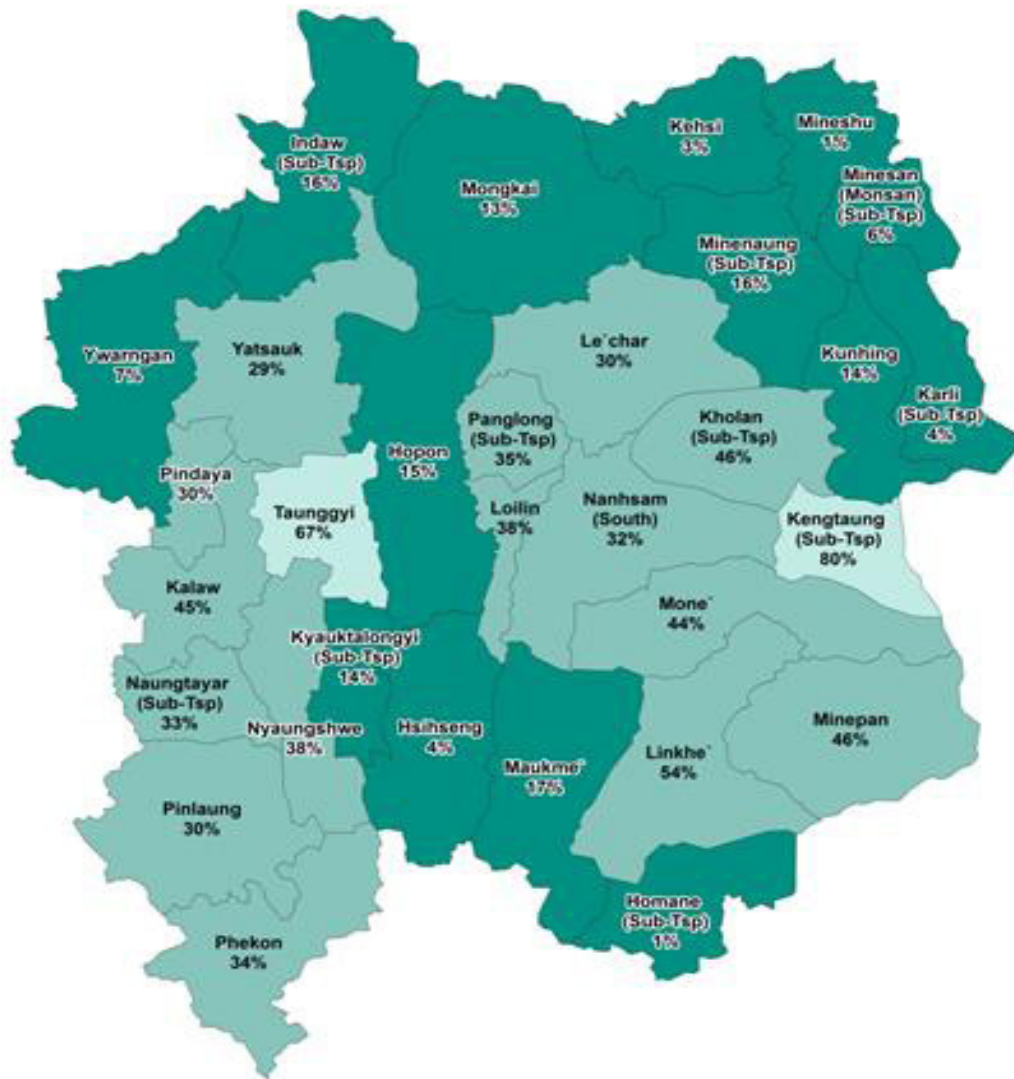 Kehsi
3%
Mineshu
1%
Indaw
(Sub-Tsp)
16%
Mongkai
13%
Minesan
(Monsan)
(Sub-Tsp)
6%
Minenaung
(Sub-Tsp)
16%
Ywarngan
7%
Yatsauk
29%
Le`char
30%
Kunhing
14%
Karli
(Sub-Tsp)
4%
Panglong
(Sub-Tsp)
35%
Kholan
(Sub-Tsp)
46%
Hopon
15%
Pindaya
30%
Taunggyi
67%
Loilin
38%
Nanhsam
(South)
32%
Kengtaung
(Sub-Tsp)
80%
Kalaw
45%
Mone`
44%
Kyauktalongyi
(Sub-Tsp)
14%
Naungtayar
(Sub-Tsp)
33%
Nyaungshwe
38%
Hsihseng
4%
Minepan
46%
Linkhe`
54%
Maukme`
17%
Pinlaung
30%
Homane
(Sub-Tsp)
1%
Phekon
34%